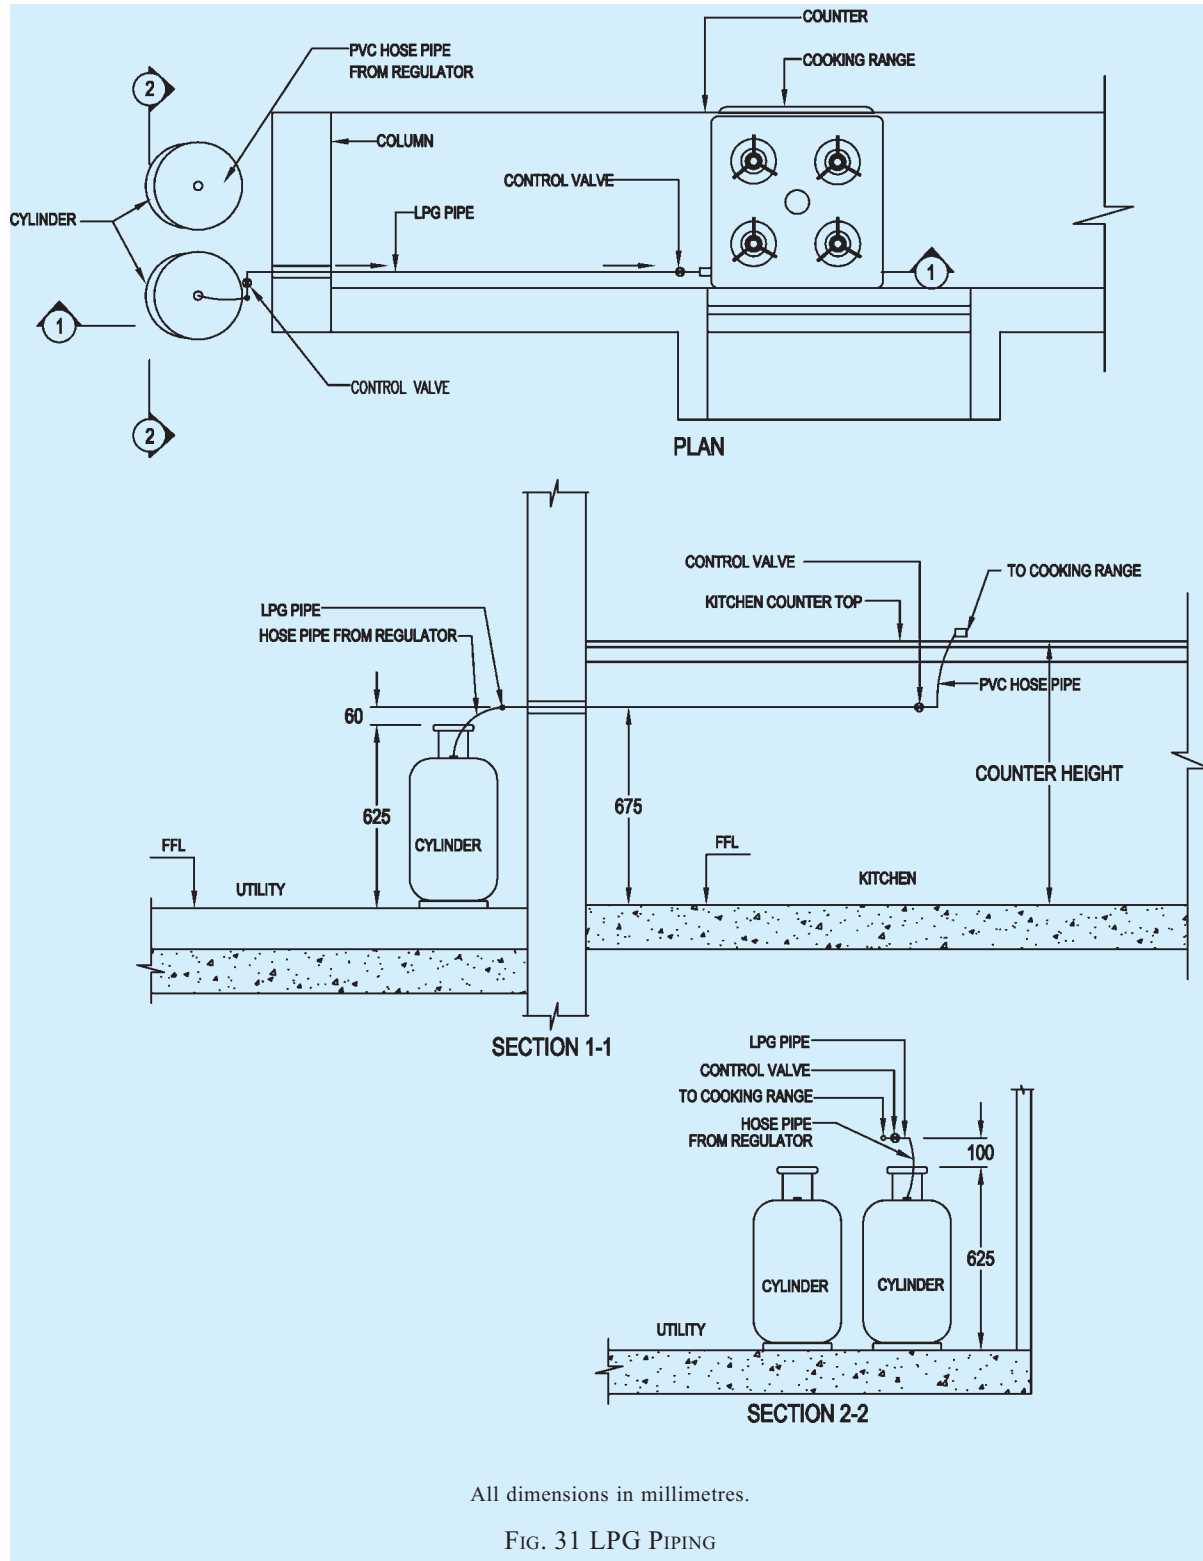 COUNTER
PVC HOSE PIPE
FROM REGULATOR
COOKING RANGE
2
COLUMN
CONTROL VALVE
LPG PIPE
CYLINDER
1
1
CONTROL VALVE
2
PLAN
CONTROL VALVE
TO COOKING RANGE
KITCHEN COUNTER TOP
LPG PIPE
HOSE PIPE FROM REGULATOR
PVC HOSE PIPE
60
COUNTER HEIGHT
675
625
CYLINDER
FFL
FFL
UTILITY
KITCHEN
SECTION 1-1
LPG PIPE
CONTROL VALVE
TO COOKING RANGE
HOSE PIPE
FROM REGULATOR
100
625
CYLINDER
CYLINDER
UTILITY
SECTION 2-2
All dimensions in millimetres.
FIG. 31 LPG PIPING